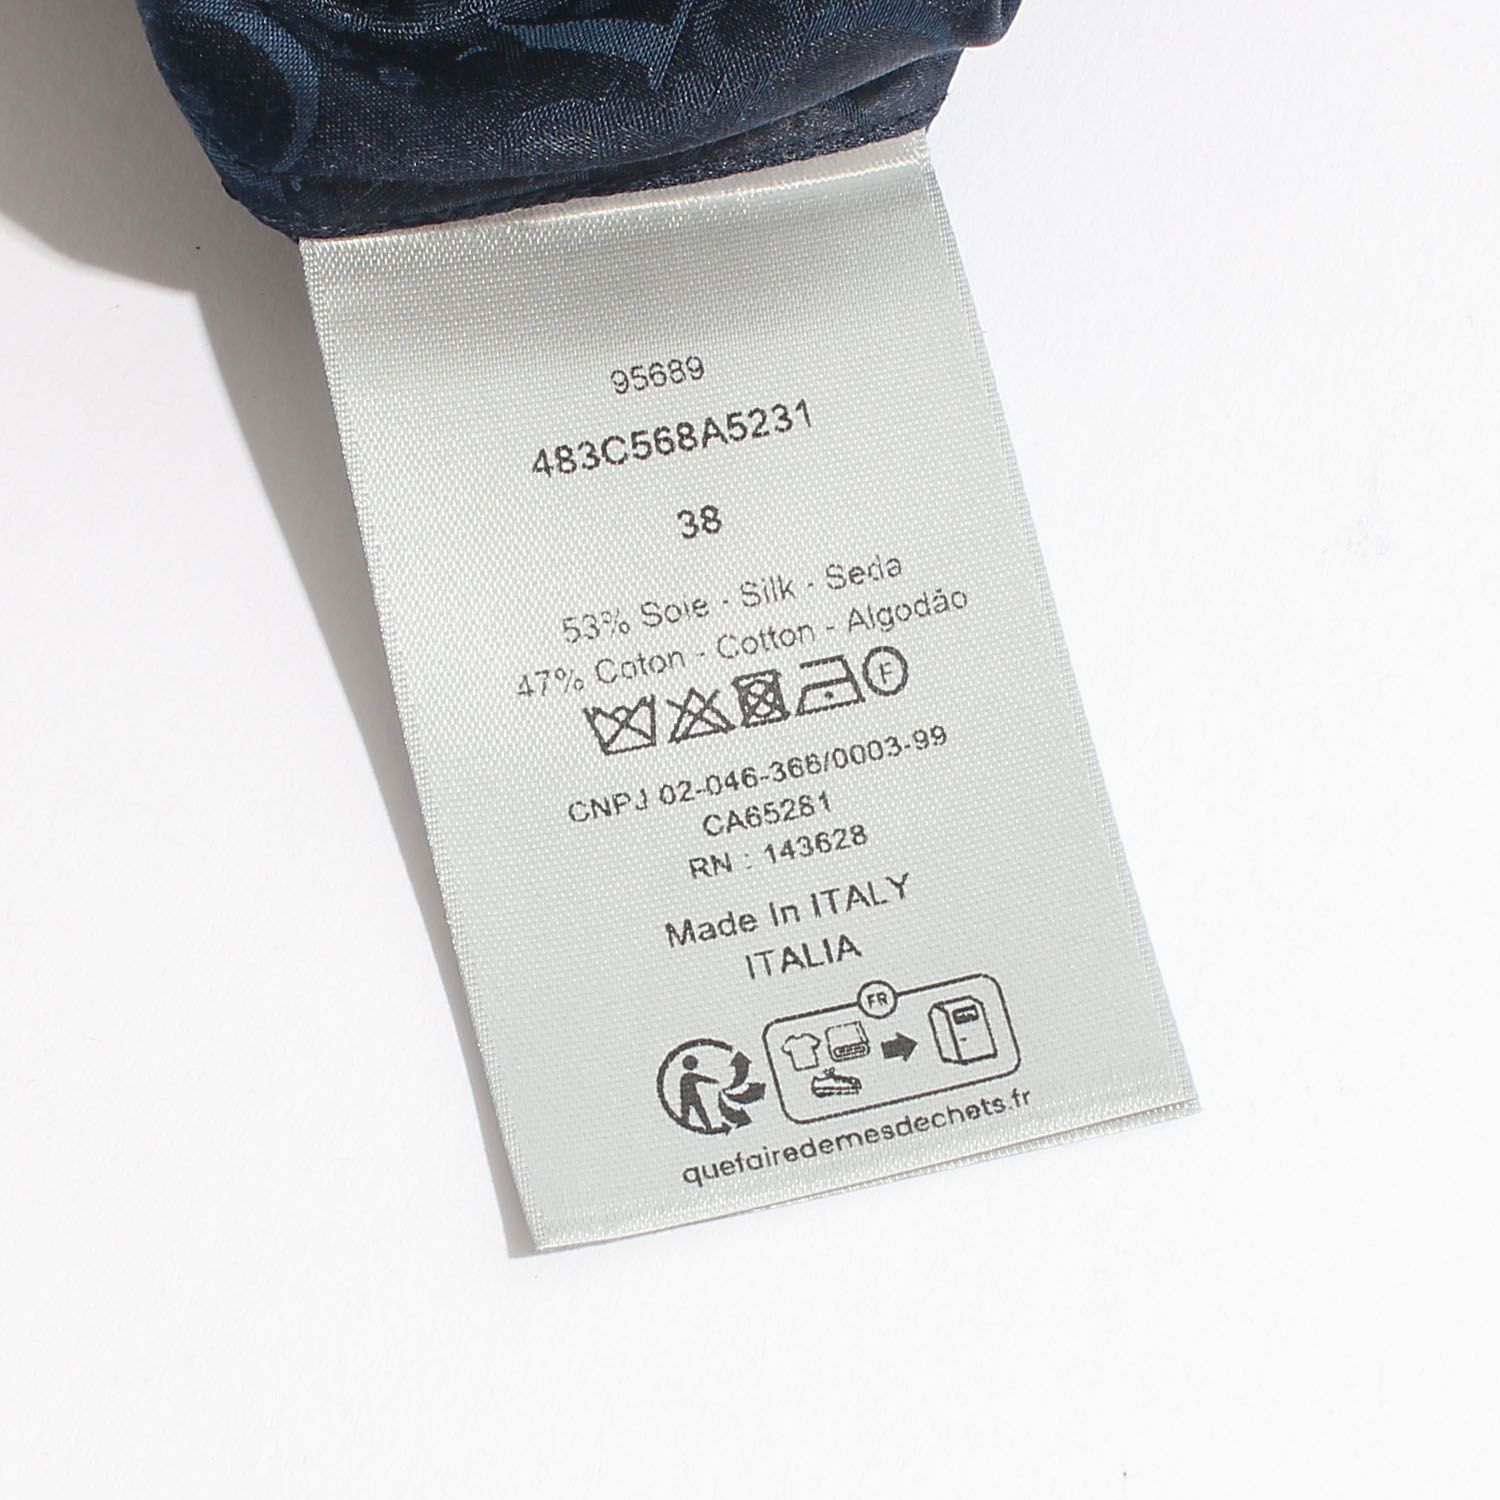 95689
483C568A5231
38
53% Soie - Silk - Seda
47% Coton - Cotton - Algodão
F
CNPJ 02-046-366/0003-99
CA65281
RN : 143628
Made In ITALY
ITALIA
FR
quefairedemesdechets.fr